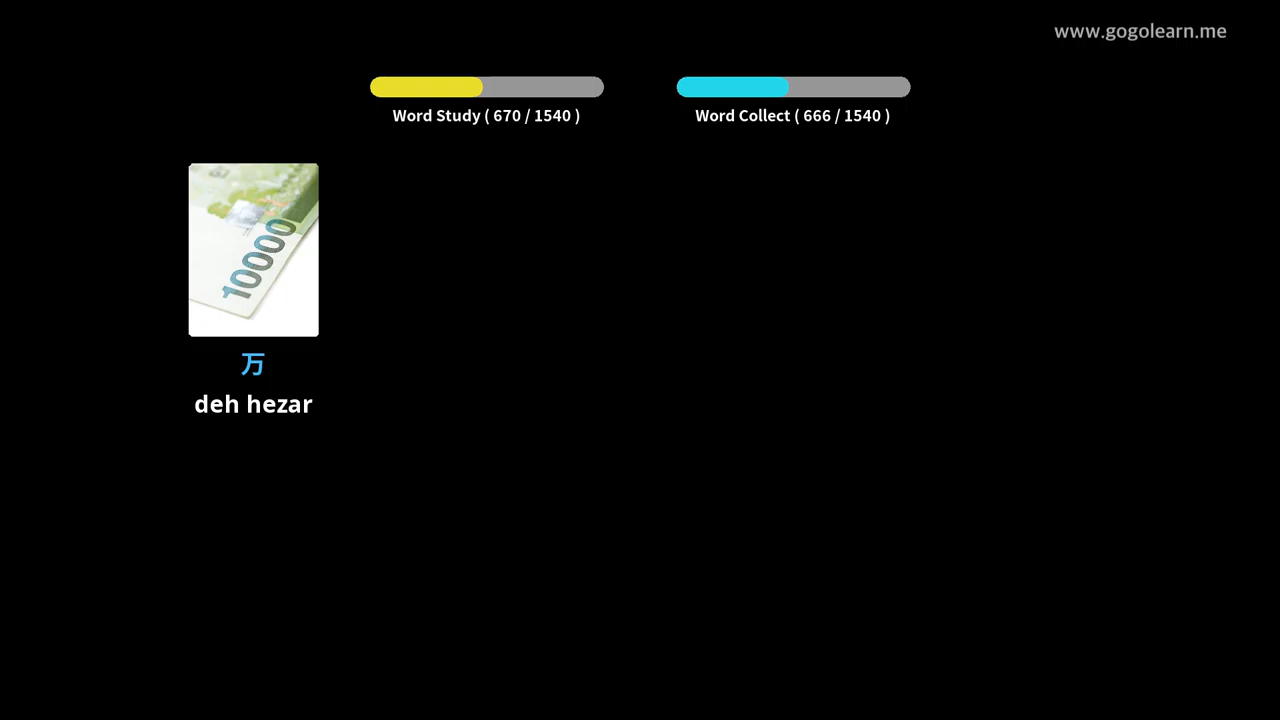 www.gogolearn.me
Word Study ( 670 / 1540 )
Word Collect ( 666 / 1540 )
10000
万
deh hezar